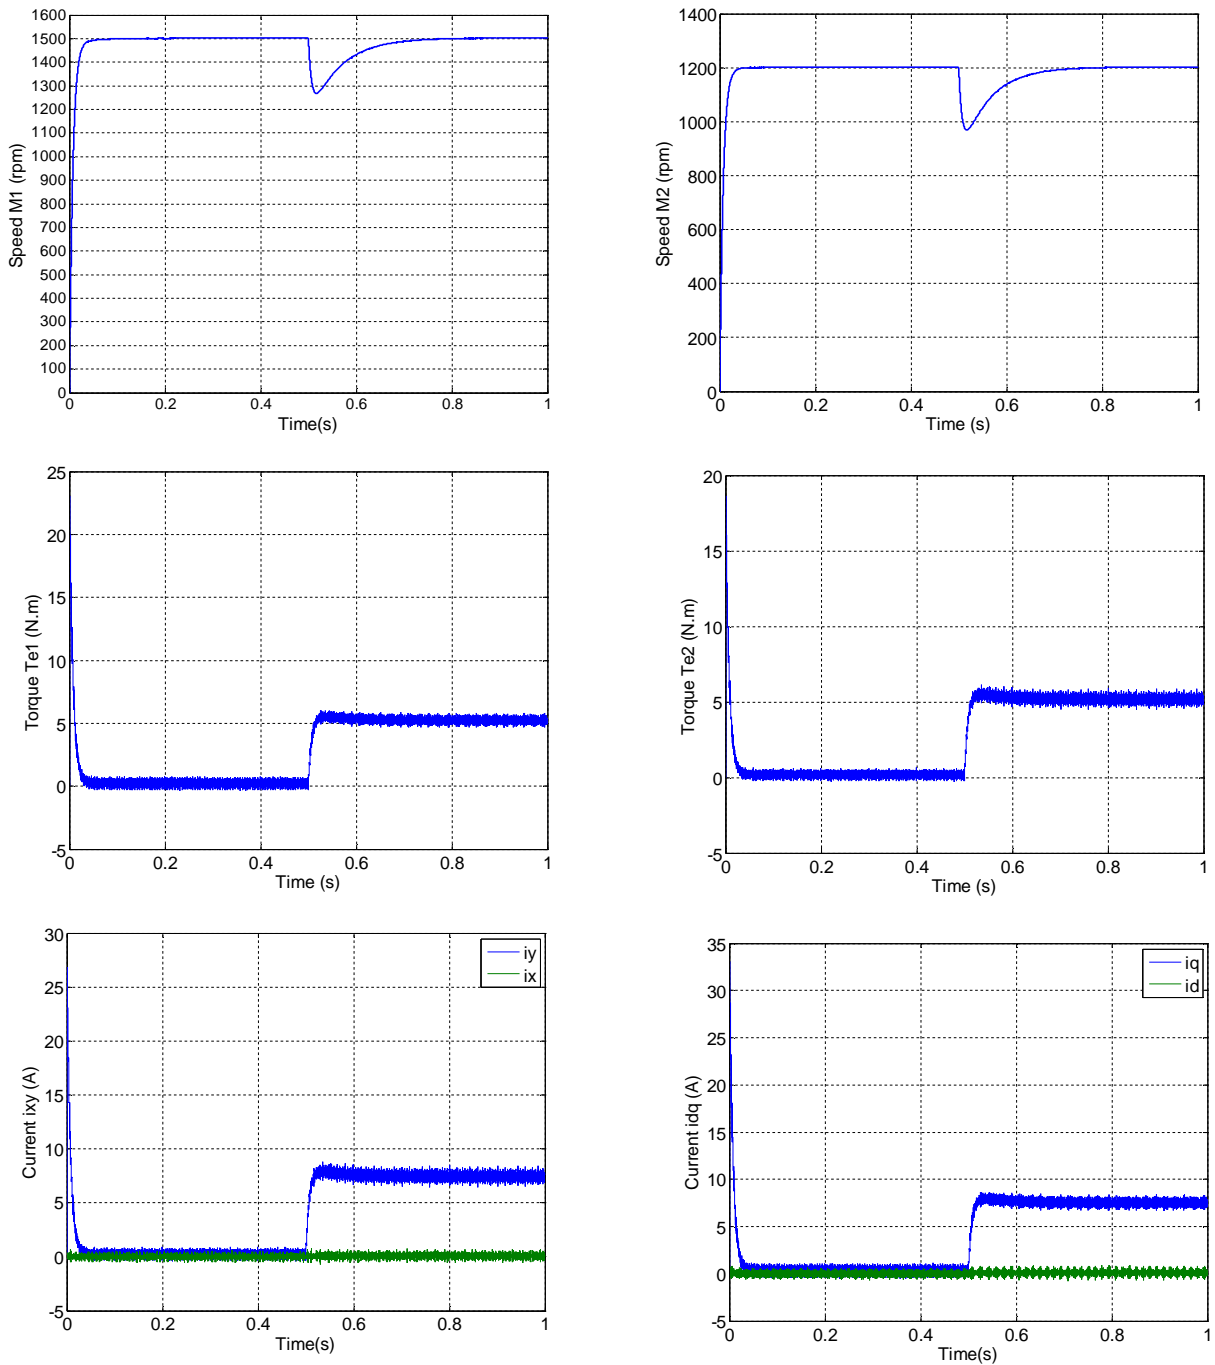 1600
1500
1400
1300
1200
1100
1000
900
800
700
600
500
400
300
200
100
0
Speed M1 (rpm)
0 0.2 0.4 0.6 0.8 1
Time(s)
1400
1200
1000
800
600
400
200
0
Speed M2 (rpm)
0 0.2 0.4 0.6 0.8 1
Time (s)
25
20
15
10
5
0
-5
Torque Te1 (N.m)
0 0.2 0.4 0.6 0.8 1
Time (s)
20
15
10
5
0
-5
Torque Te2 (N.m)
0 0.2 0.4 0.6 0.8 1
Time (s)
30
25
20
15
10
5
0
-5
Current ixy (A)
iy
ix
0 0.2 0.4 0.6 0.8 1
Time(s)
35
30
25
20
15
10
5
0
-5
Current idq (A)
iq
id
0 0.2 0.4 0.6 0.8 1
Time(s)